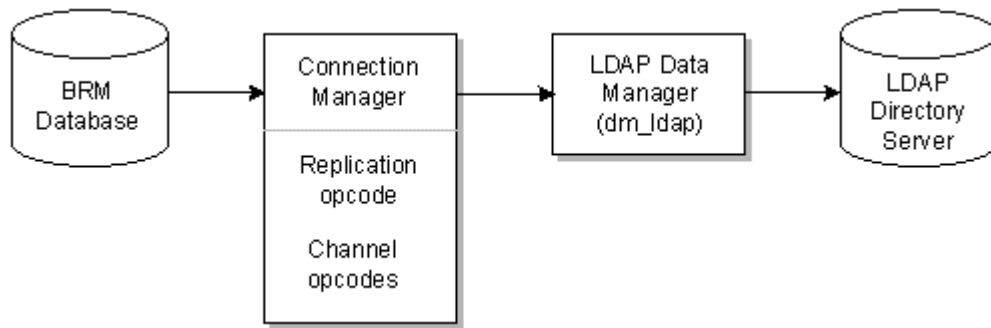 BRM
Database
Connection
Manager
Replication
opcode
Channel
opcodes
LDAP Data
Manager
(dm_ldap)
LDAP
Directory
Server